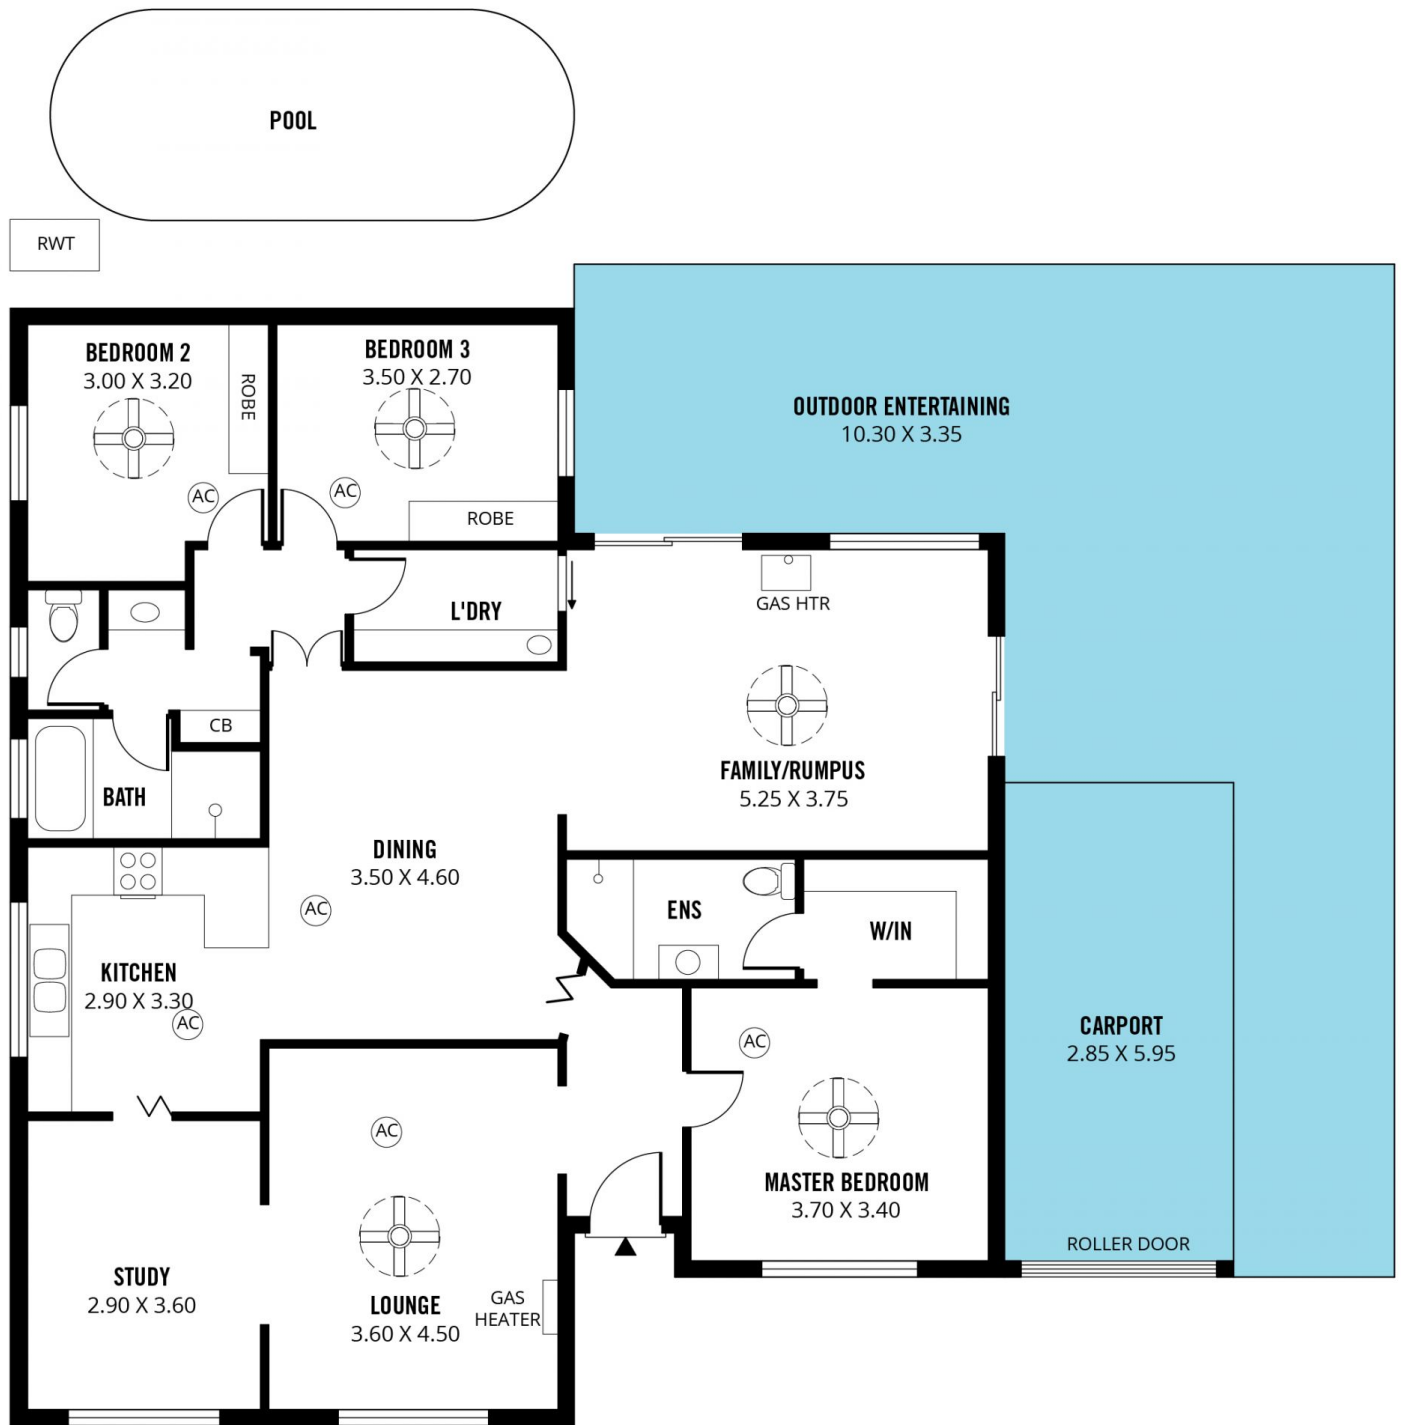 POOL
RWT
BEDROOM 2
3.00 X 3.20
ROBE
BEDROOM 3
3.50 X 2.70
AC
AC
ROBE
OUTDOOR ENTERTAINING
10.30 X 3.35
L'DRY
GAS HTR
FAMILY/RUMPUS
5.25 X 3.75
CB
BATH
DINING
3.50 X 4.60
AC
ENS
W/IN
KITCHEN
2.90 X 3.30
AC
AC
CARPORT
2.85 X 5.95
AC
MASTER BEDROOM
3.70 X 3.40
ROLLER DOOR
STUDY
2.90 X 3.60
LOUNGE
3.60 X 4.50
GAS
HEATER